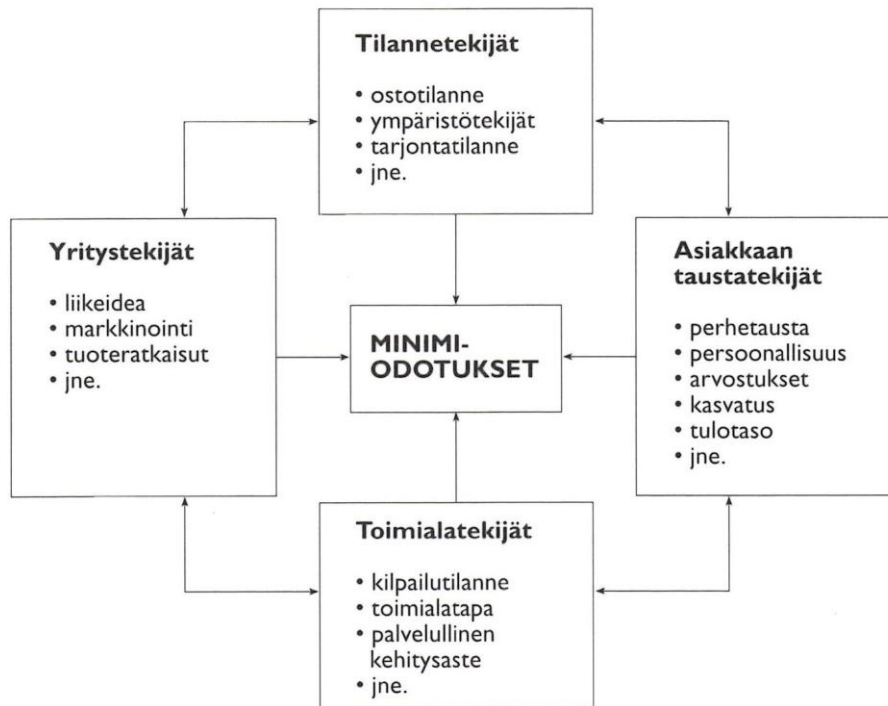 Tilannetekijät
• ostotilanne
• ympäristötekijät
• tarjontatilanne
• jne.
Yritystekijät
• liikeidea
• markkinointi
• tuoteratkaisut
• jne.
MINIMI-
ODOTUKSET
Asiakkaan
taustatekijät
• perhetausta
• persoonallisuus
• arvostukset
• kasvatus
• tulotaso
• jne.
Toimialatekijät
• kilpailutilanne
• toimialatapa
• palvelullinen
kehitysaste
• jne.